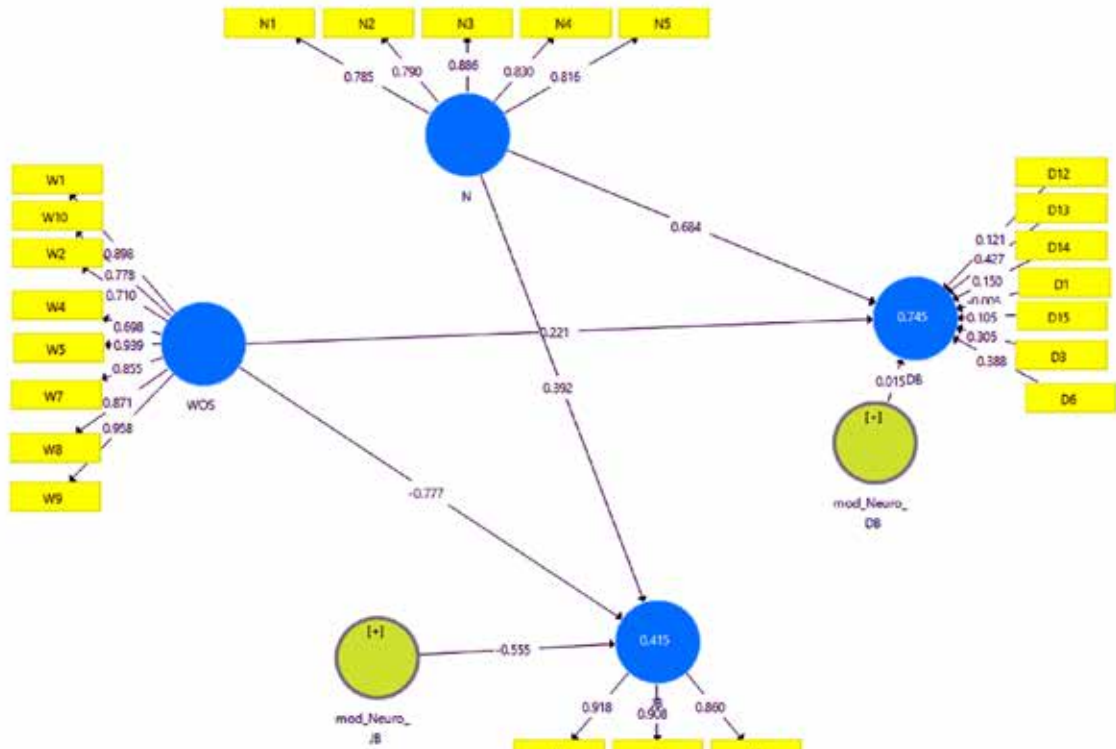 N1
N2
N3
N4
N5
0.785
0.790
0.886
0.830
0.816
N
W1
W10
W2
W4
W5
W7
W8
W9
0.898
0.778
0.710
0.698
0.939
0.855
0.871
0.958
WOS
0.684
0.221
0.392
-0.777
D12
D13
D14
D1
D15
D3
D6
0.121
0.427
0.150
-0.005
0.105
0.305
0.388
0.745
DB
0.015
[+]
mod_Neuro_
DB
[+]
mod_Neuro_
JB
-0.555
0.415
JB
0.918
0.908
0.860